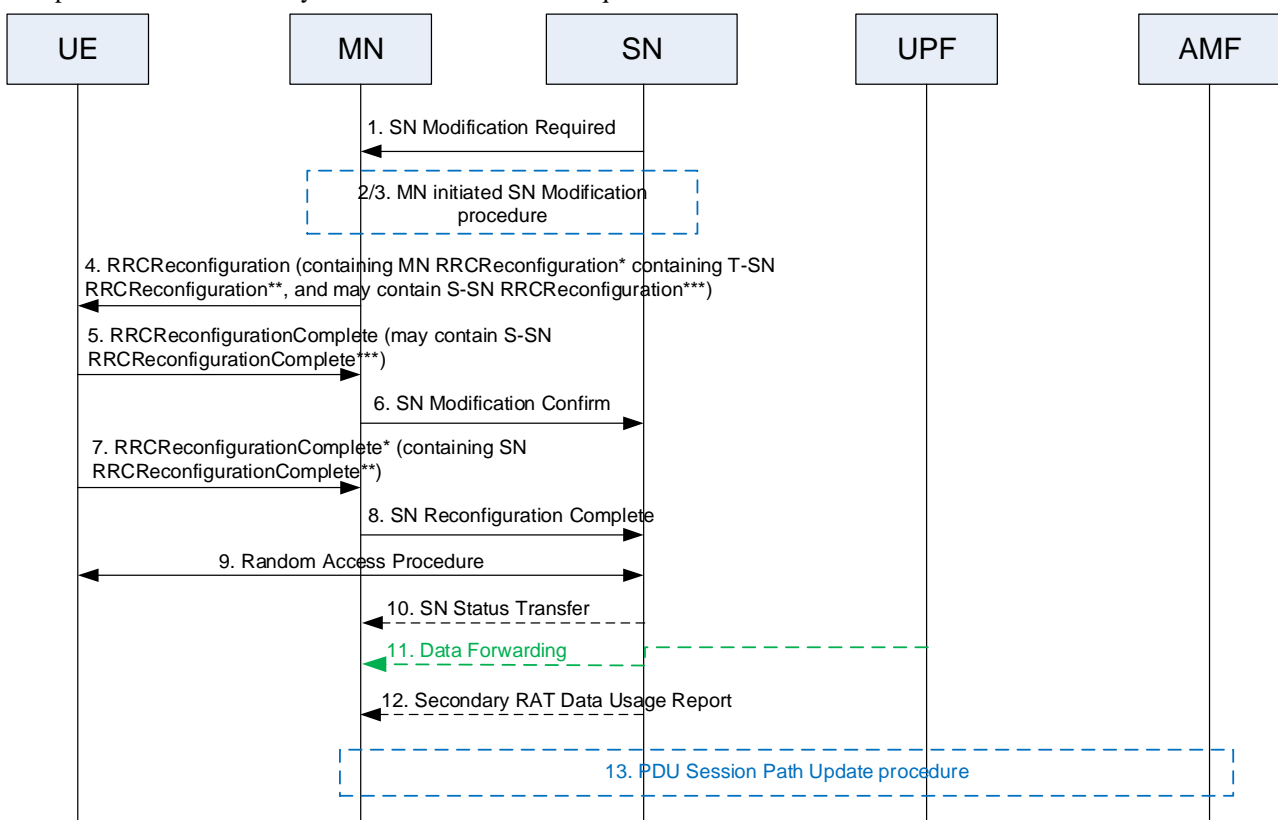 UE
MN
SN
UPF
AMF
1. SN Modification Required
2/3. MN initiated SN Modification
procedure
4. RRCReconfiguration (containing MN RRCReconfiguration* containing T-SN
RRCReconfiguration**, and may contain S-SN RRCReconfiguration***)
5. RRCReconfigurationComplete (may contain S-SN
RRCReconfigurationComplete***)
6. SN Modification Confirm
7. RRCReconfigurationComplete* (containing SN
RRCReconfigurationComplete**)
8. SN Reconfiguration Complete
9. Random Access Procedure
10. SN Status Transfer
11. Data Forwarding
12. Secondary RAT Data Usage Report
13. PDU Session Path Update procedure